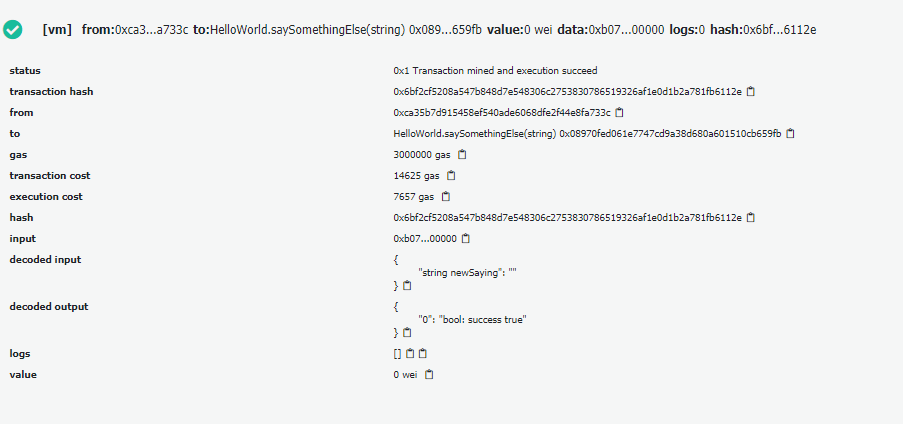 [vm] from:0xca3...a733c to:HelloWorld.saySomethingElse(string) 0x089...659fb value:0 wei data:0xb07...00000 logs:0 hash:0x6bf...6112e
status 0x1 Transaction mined and execution succeed
transaction hash 0x6bf2cf5208a547b848d7e548306c2753830786519326af1e0d1b2a781fb6112e
from 0xca35b7d915458ef540ade6068dfe2f44e8fa733c
to HelloWorld.saySomethingElse(string) 0x08970fed061e7747cd9a38d680a601510cb659fb
gas 3000000 gas
transaction cost 14625 gas
execution cost 7657 gas
hash 0x6bf2cf5208a547b848d7e548306c2753830786519326af1e0d1b2a781fb6112e
input 0xb07...00000
decoded input {
"string newSaying": ""
}
decoded output {
"0": "bool: success true"
}
logs []
value 0 wei